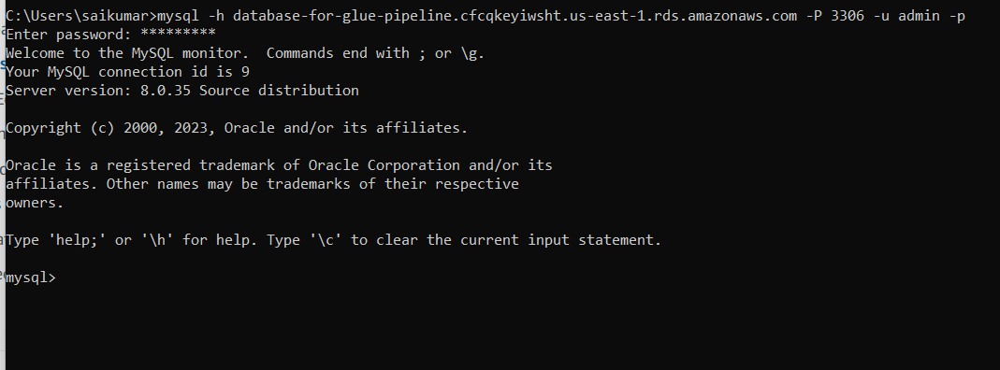 C:\Users\saikumar>mysql -h database-for-glue-pipeline.cfcqkeyiwsht.us-east-1.rds.amazonaws.com -P 3306 -u admin -p
Enter password: *********
Welcome to the MySQL monitor.  Commands end with ; or \g.
Your MySQL connection id is 9
Server version: 8.0.35 Source distribution

Copyright (c) 2000, 2023, Oracle and/or its affiliates.

Oracle is a registered trademark of Oracle Corporation and/or its
affiliates. Other names may be trademarks of their respective
owners.

Type 'help;' or '\h' for help. Type '\c' to clear the current input statement.

mysql>